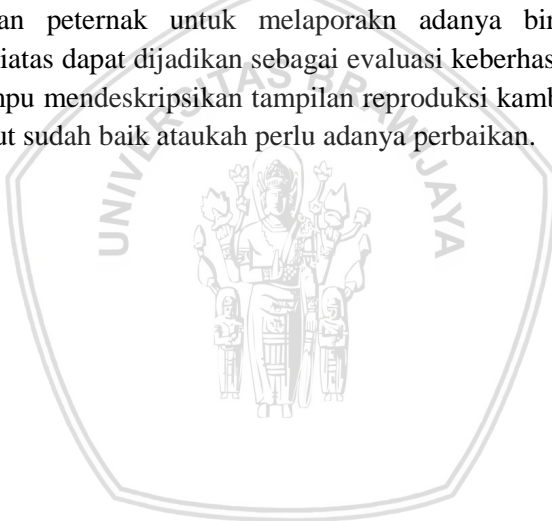 an peternak untuk melaporakn adanya bin
iatas dapat dijadikan sebagai evaluasi keberhas
mpu mendeskripsikan tampilan reproduksi kamb
ut sudah baik ataukah perlu adanya perbaikan.
UNIVERSITAS BRAWIJAYA